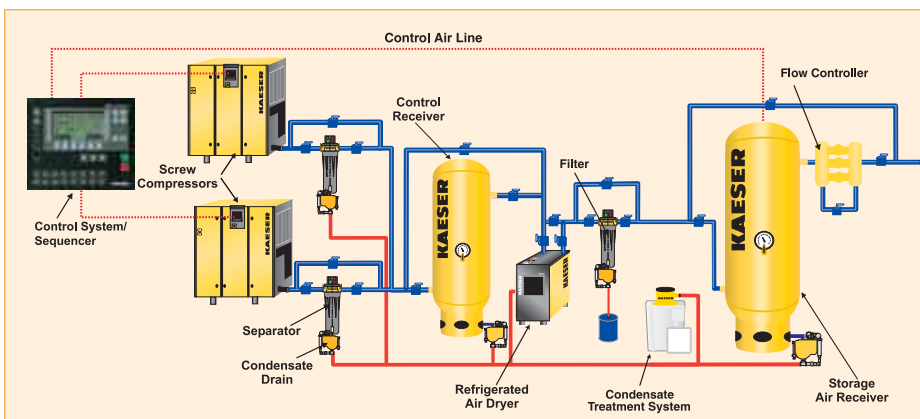 Control Air Line
Flow Controller
Control
Receiver
KAESER
Filter
KAESER
KAESER
Screw
Compressors
KAESER
KAESER
Control System/
Sequencer
Separator
Condensate
Drain
Refrigerated
Air Dryer
Condensate
Treatment System
Storage
Air Receiver